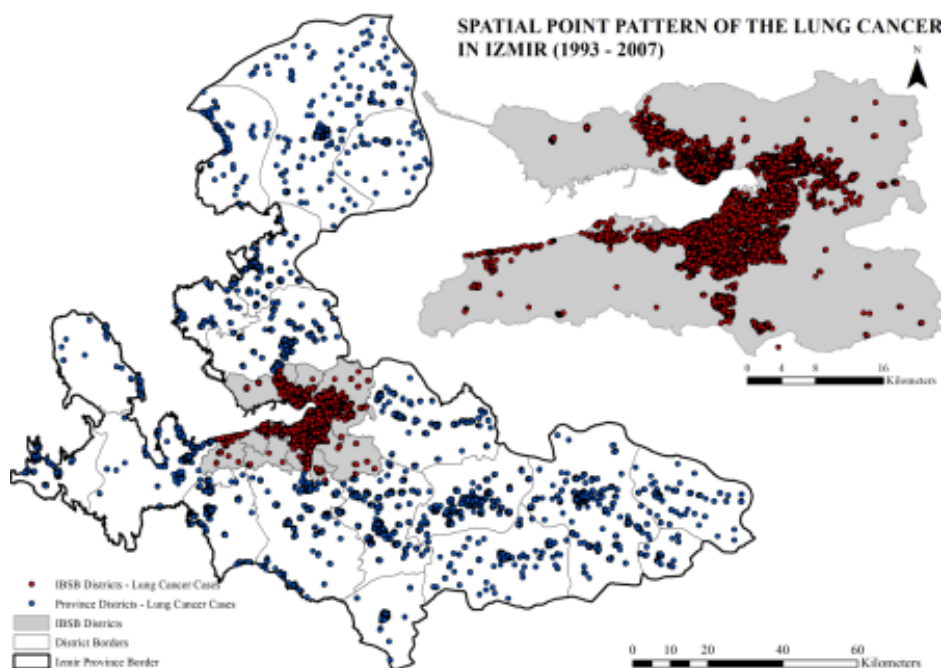 SPATIAL POINT PATTERN OF THE LUNG CANCER
IN IZMIR (1993 - 2007)
N
0 4 8 16
Kilometers
IBSB Districts - Lung Cancer Cases
Province Districts - Lung Cancer Cases
IBSB Districts
District Borders
Izmir Province Border
0 10 20 40 60
Kilometers